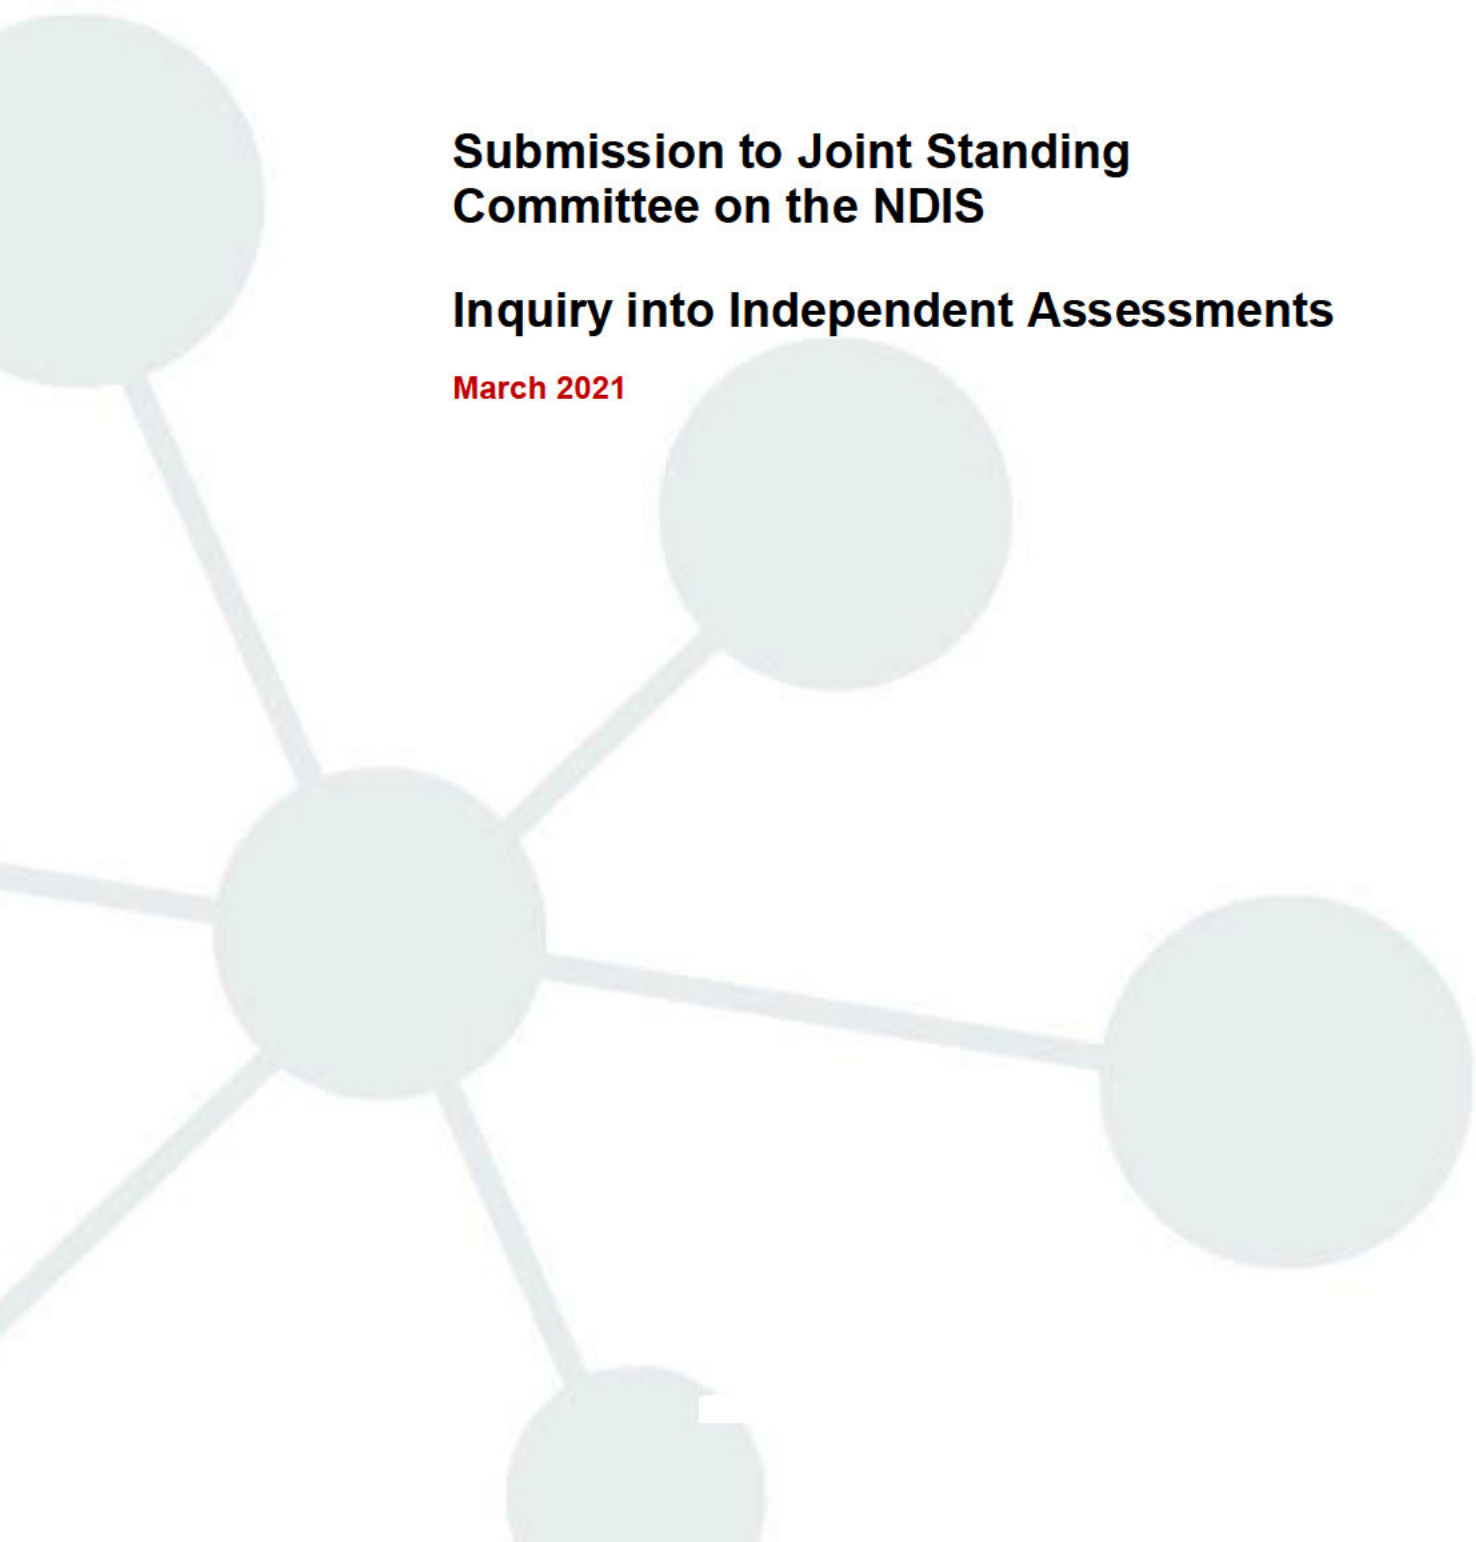 Submission to Joint Standing
Committee on the NDIS
Inquiry into Independent Assessments
March 2021